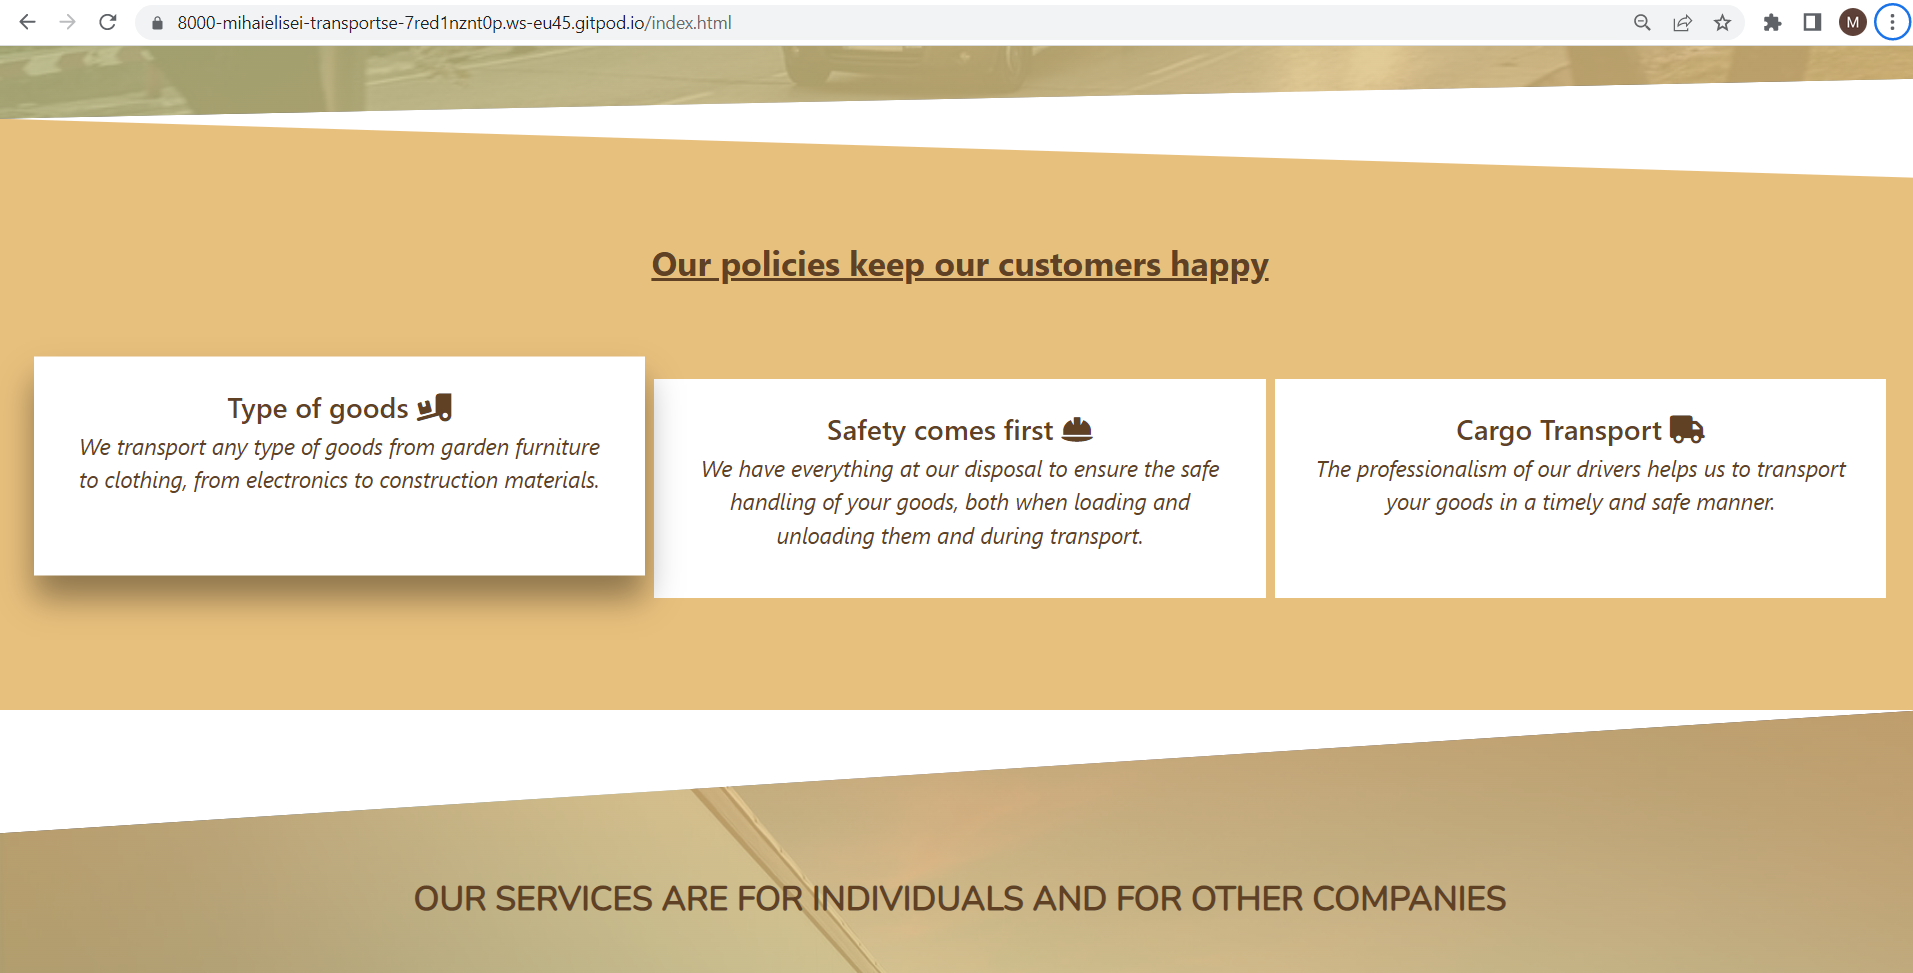 8000-mihaielisei-transportse-7red1nznt0p.ws-eu45.gitpod.io/index.html
M
Our policies keep our customers happy
Type of goods
We transport any type of goods from garden furniture
to clothing, from electronics to construction materials.
Safety comes first
We have everything at our disposal to ensure the safe
handling of your goods, both when loading and
unloading them and during transport.
Cargo Transport
The professionalism of our drivers helps us to transport
your goods in a timely and safe manner.
OUR SERVICES ARE FOR INDIVIDUALS AND FOR OTHER COMPANIES